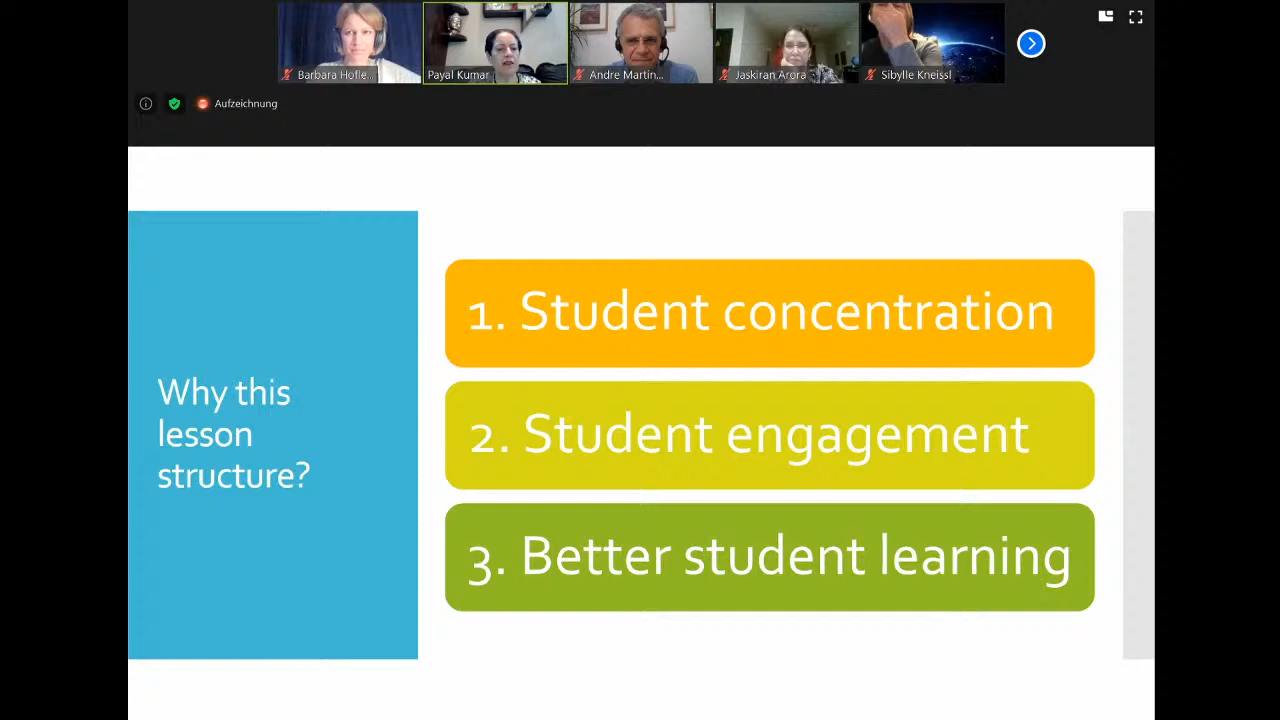 Barbara Hofle...
Payal Kumar
Andre Martin...
Jaskiran Arora
Sibylle Kneissl
Aufzeichnung
Why this
lesson
structure?
1. Student concentration
2. Student engagement
3. Better student learning